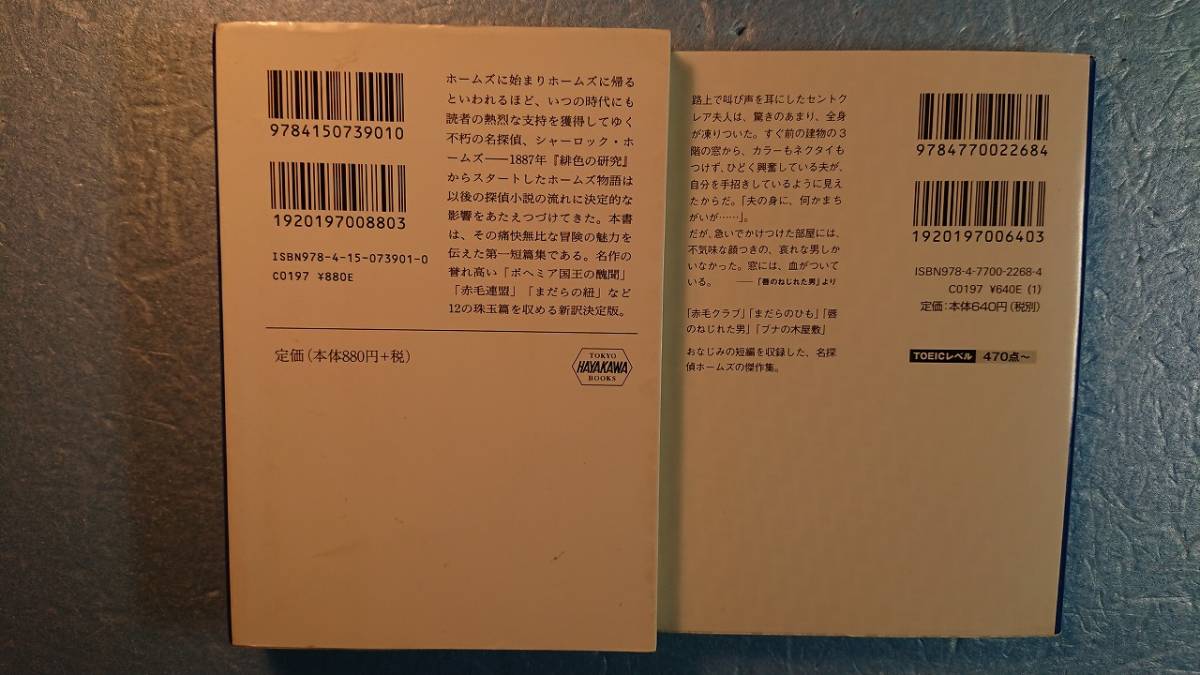 9784150739010
1920197008803
ISBN978-4-15-073901-0
C0197 ¥880E
ホームズに始まりホームズに帰る
といわれるほど、いつの時代にも
読者の熱烈な支持を獲得してゆく
不朽の名探偵、シャーロック・ホ
ームズ――1887年『緋色の研究』
からスタートしたホームズ物語は
以後の探偵小説の流れに決定的な
影響をあたえつづけてきた。本書
は、その痛快無比な冒険の魅力を
伝えた第一短篇集である。名作の
誉れ高い「ボヘミア国王の醜聞」
「赤毛連盟」「まだらの紐」など
12の珠玉篇を収める新訳決定版。
定価(本体880円+税)
TOKYO
HAYAKAWA
BOOKS
路上で叫び声を耳にしたセントク
レア夫人は、驚きのあまり、全身
が凍りついた。すぐ前の建物の3
階の窓から、カラーもネクタイも
つけず、ひどく興奮している夫が、
自分を手招きしているように見え
たからだ。「夫の身に、何かまち
がいが……」。
だが、急いでかけつけた部屋には、
不気味な顔つきの、哀れな男しか
いなかった。窓には、血がついて
いる。 ――『唇のねじれた男』より
「赤毛クラブ」「まだらのひも」「唇
のねじれた男」「ブナの木屋敷」
おなじみの短編を収録した、名探
偵ホームズの傑作集。
9784770022684
1920197006403
ISBN978-4-7700-2268-4
C0197 ¥640E (1)
定価:本体640円(税別)
TOEICレベル 470点~